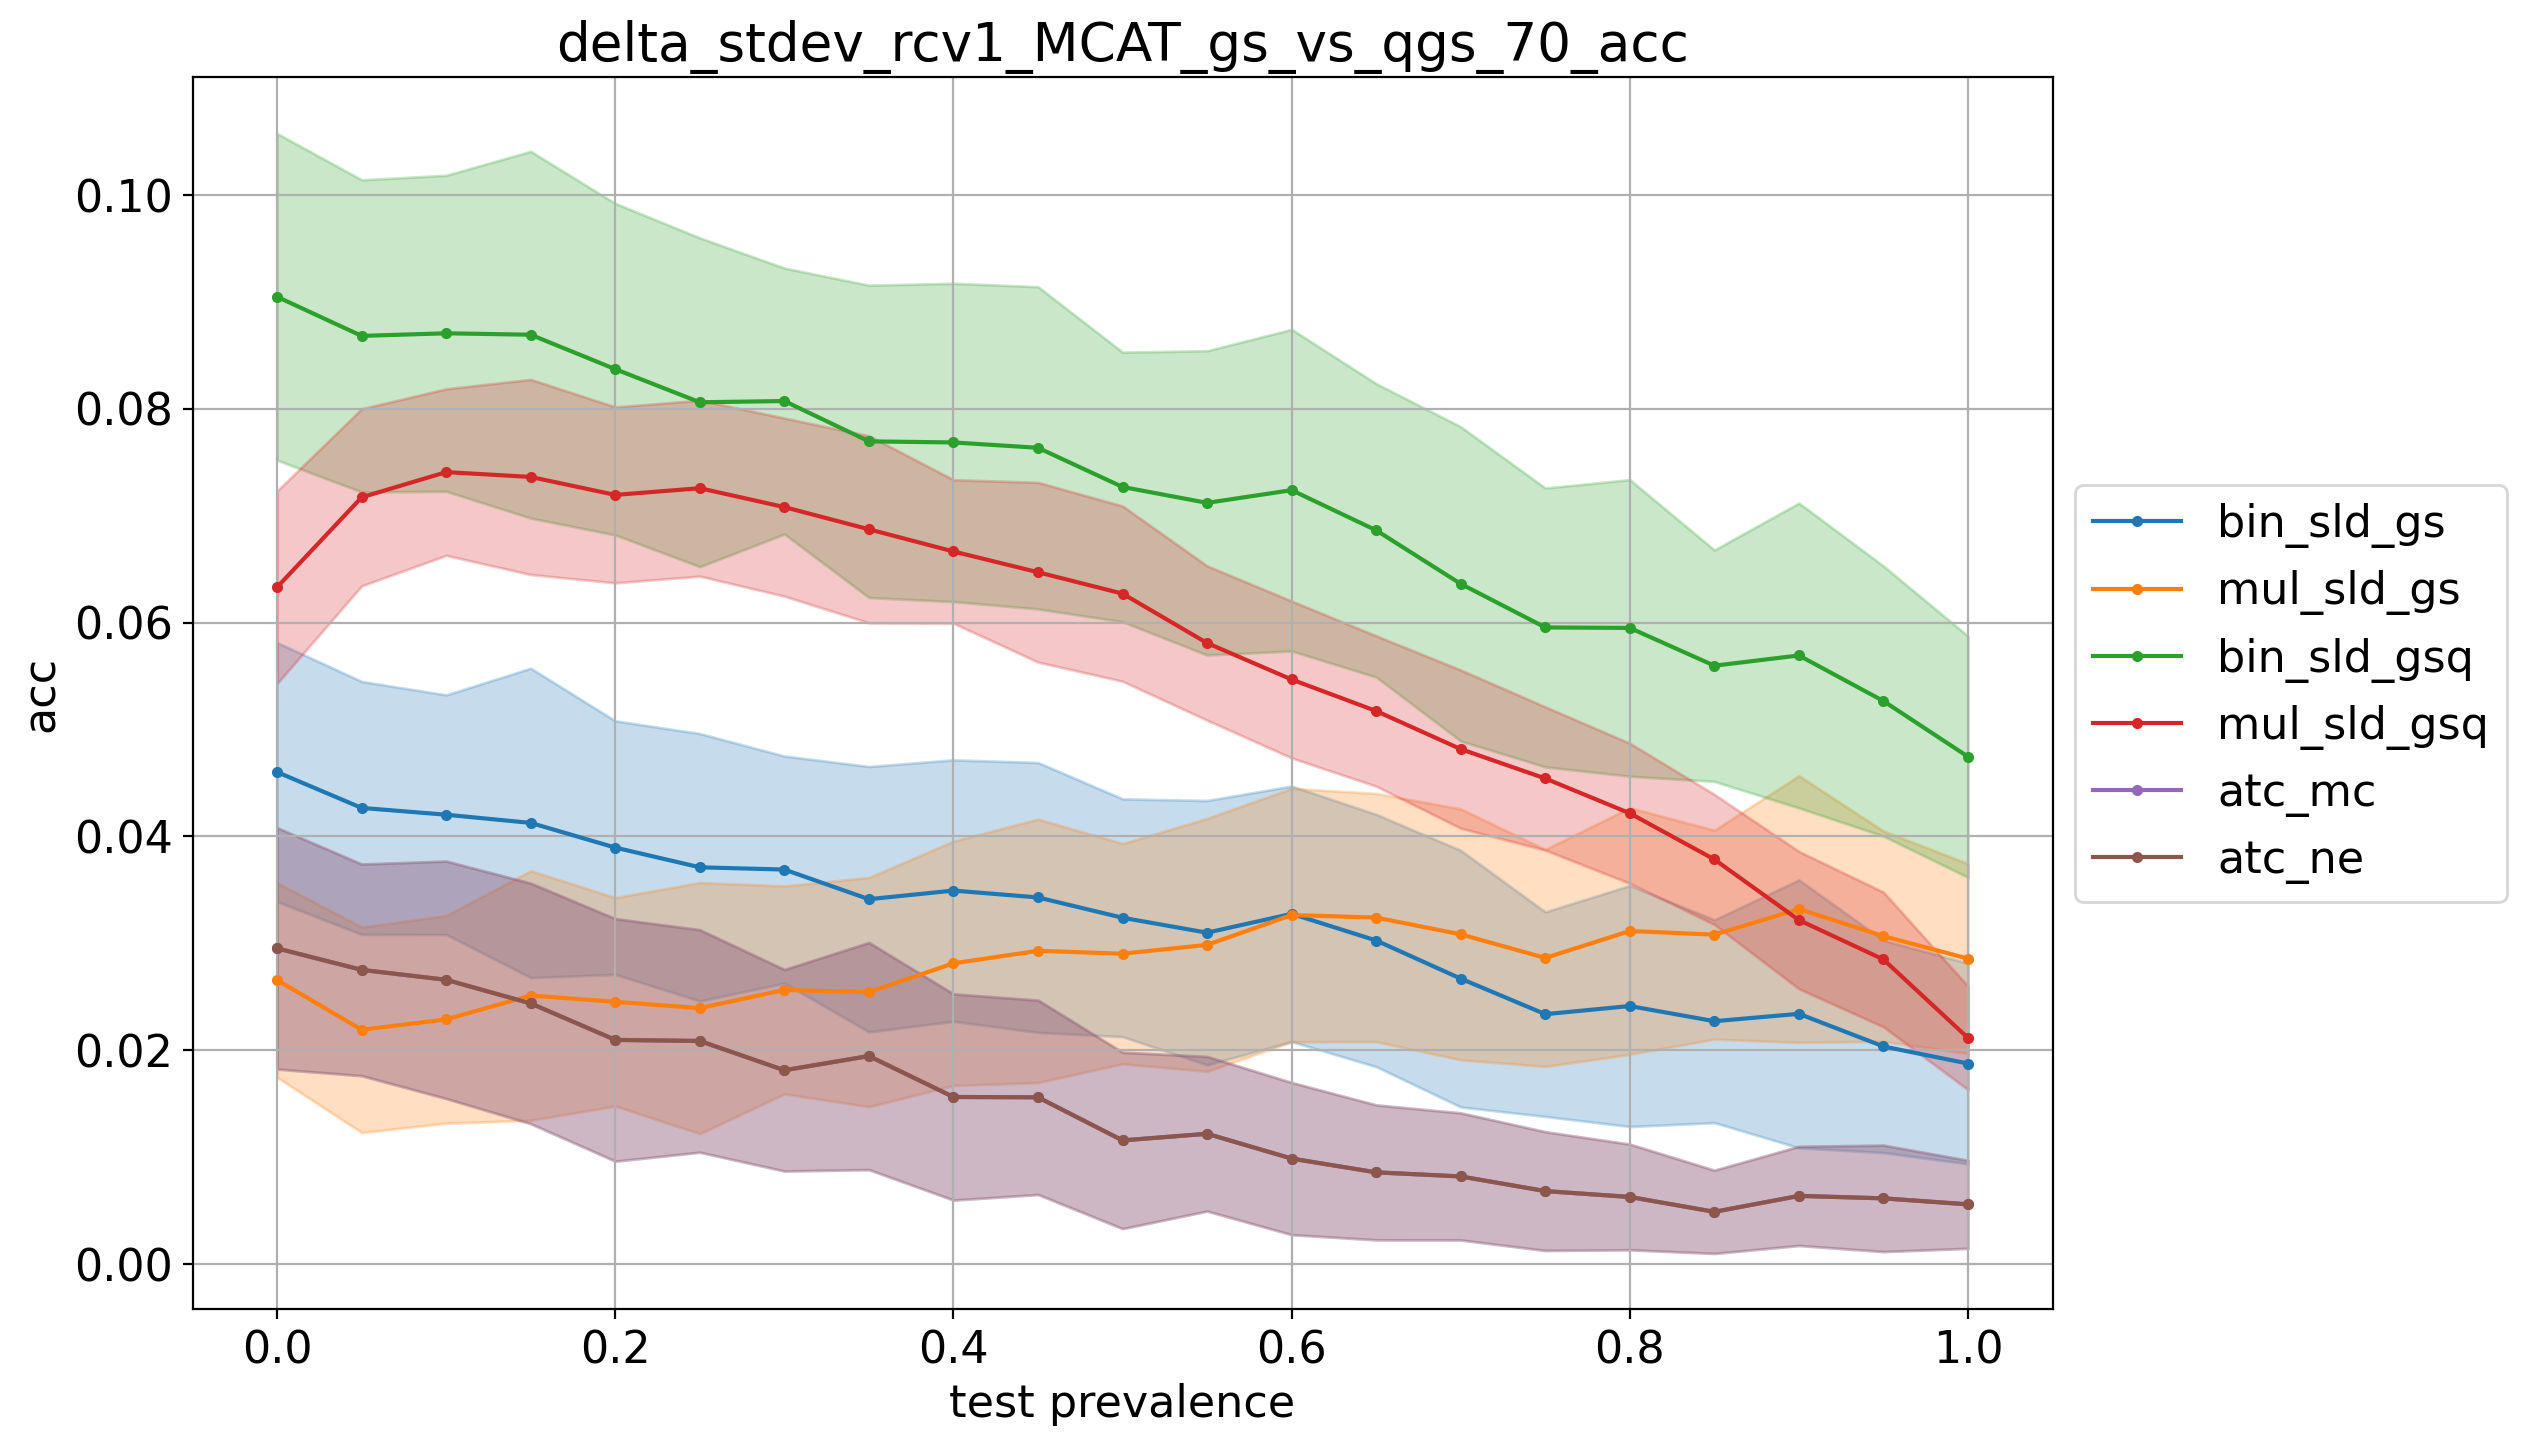 delta_stdev_rcv1_MCAT_gs_vs_qgs_70_acc
0.10
0.08
0.06
0.04
0.02
0.00
acc
0.0 0.2 0.4 0.6 0.8 1.0
test prevalence
bin_sld_gs
mul_sld_gs
bin_sld_gsq
mul_sld_gsq
atc_mc
atc_ne